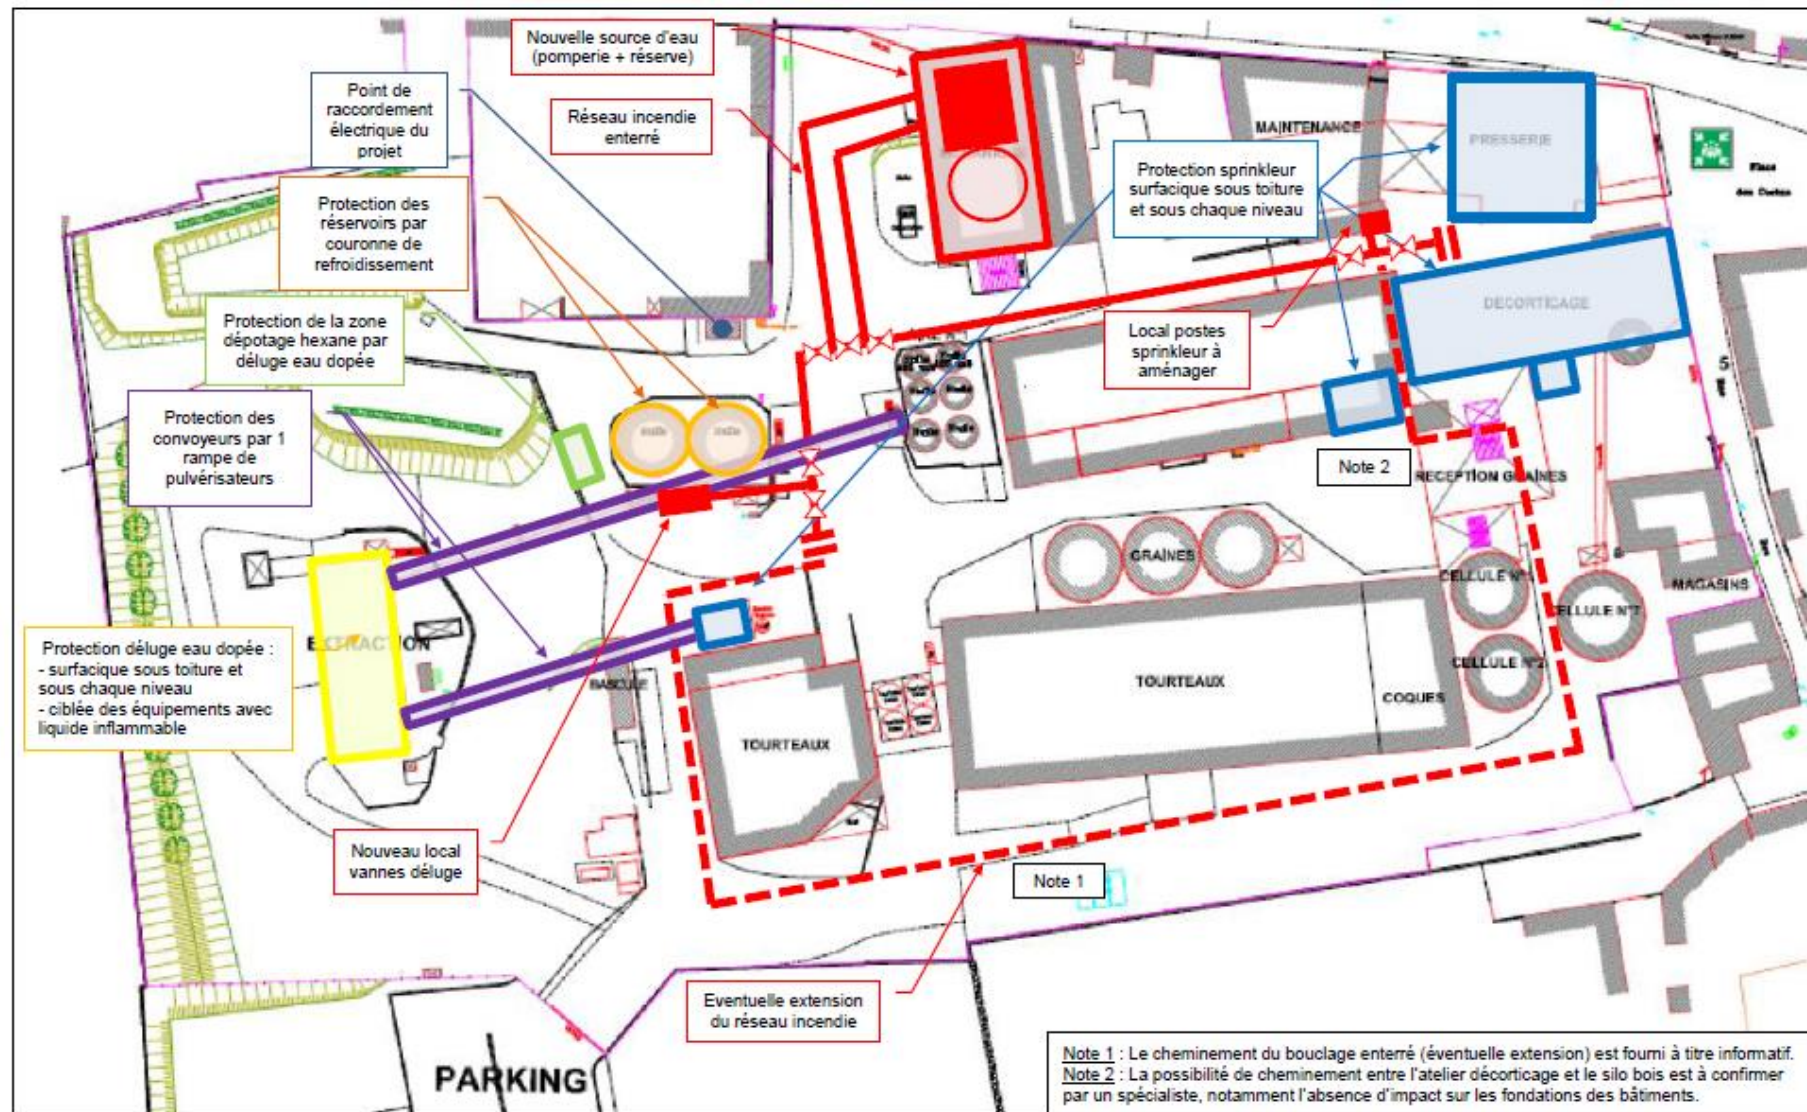 Nouvelle source d'eau
(pomperie + réserve)
Point de
raccordement
électrique du
projet
Réseau incendie
enterré
MAINTENANCE
PRESSERIE
Protection sprinkleur
surfacique sous toiture
et sous chaque niveau
Place
Protection des
réservoirs par
couronne de
refroidissement
DECORTICAGE
Protection de la zone
dépotage hexane par
déluge eau dopée
Local postes
sprinkleur à
aménager
Protection des
convoyeurs par 1
rampe de
pulvérisateurs
Note 2
RECEPTION GRAINES
GRAINES
CELLULE N°1
MAGASINS
EXTRACTION
Protection déluge eau dopée :
- surfacique sous toiture et
sous chaque niveau
- ciblée des équipements avec
liquide inflammable
BASCULE
CELLULE N°2
TOURTEAUX
COQUES
TOURTEAUX
Nouveau local
vannes déluge
Note 1
Eventuelle extension
du réseau incendie
PARKING
Note 1 : Le cheminement du bouclage enterré (éventuelle extension) est fourni à titre informatif.
Note 2 : La possibilité de cheminement entre l'atelier décorticage et le silo bois est à confirmer
par un spécialiste, notamment l'absence d'impact sur les fondations des bâtiments.